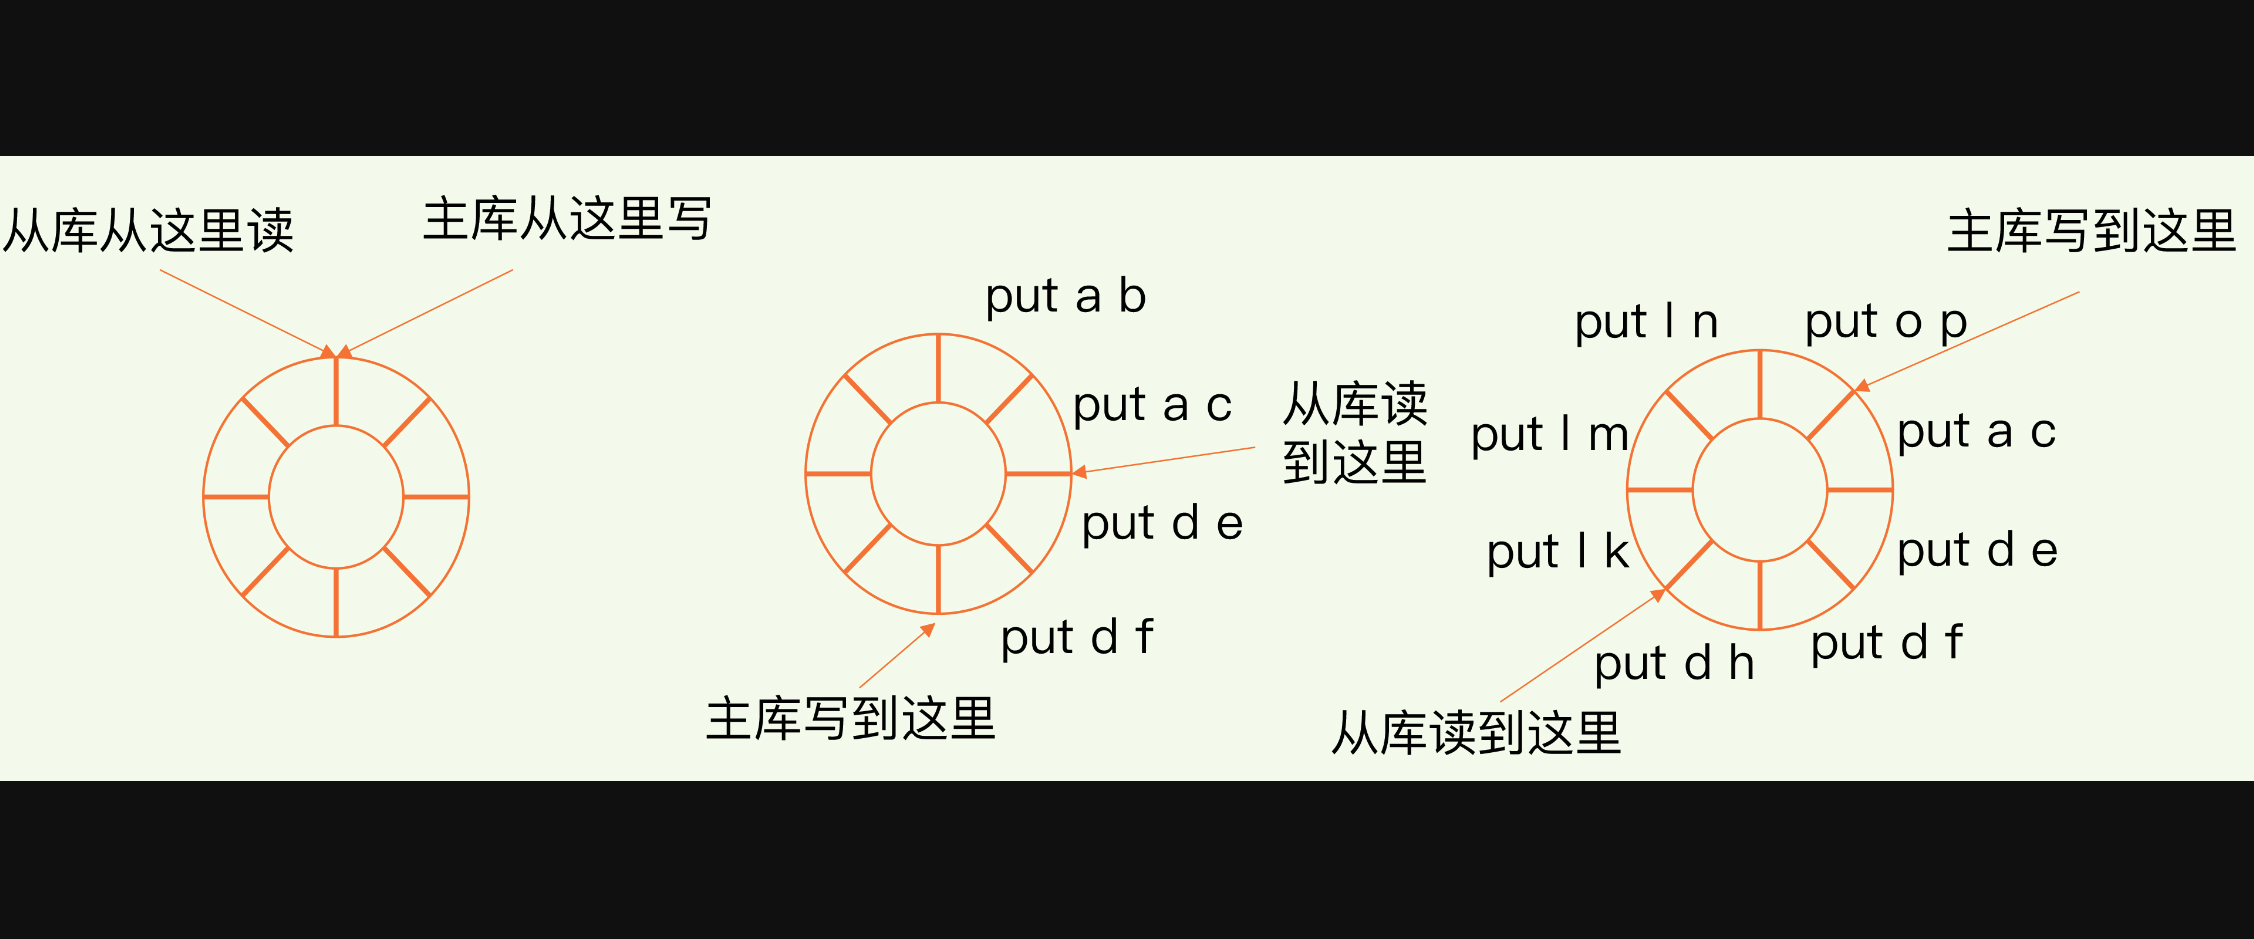 从库从这里读
主库从这里写
put a b
put a c
从库读
到这里
put d e
put d f
主库写到这里
主库写到这里
put l n
put o p
put l m
put a c
put l k
put d e
put d h
put d f
从库读到这里